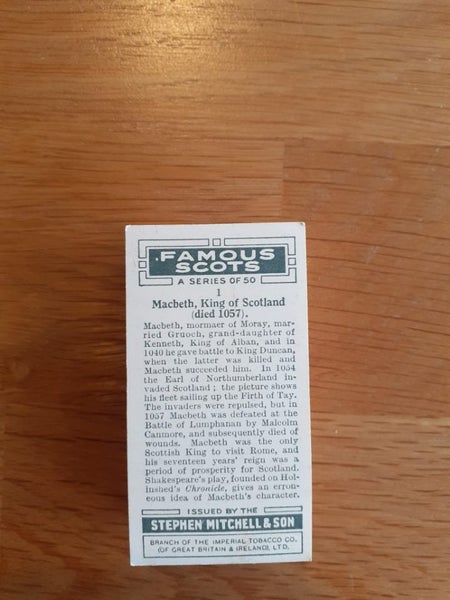 FAMOUS
SCOTS
A SERIES OF 50
1
Macbeth, King of Scotland
(died 1057).
Macbeth, mormaer of Moray, mar-
ried Gruoch, grand-daughter of
Kenneth, King of Alban, and in
1040 he gave battle to King Duncan,
when the latter was killed and
Macbeth succeeded him. In 1054
the Earl of Northumberland in-
vaded Scotland; the picture shows
his fleet sailing up the Firth of Tay.
The invaders were repulsed, but in
1057 Macbeth was defeated at the
Battle of Lumphanan by Malcolm
Canmore, and subsequently died of
wounds. Macbeth was the only
Scottish King to visit Rome, and
his seventeen years' reign was a
period of prosperity for Scotland.
Shakespeare's play, founded on Hol-
inshed's Chronicle, gives an erron-
eous idea of Macbeth's character.
ISSUED BY THE
STEPHEN MITCHELL & SON
BRANCH OF THE IMPERIAL TOBACCO CO.
(OF GREAT BRITAIN & IRELAND), LTD.